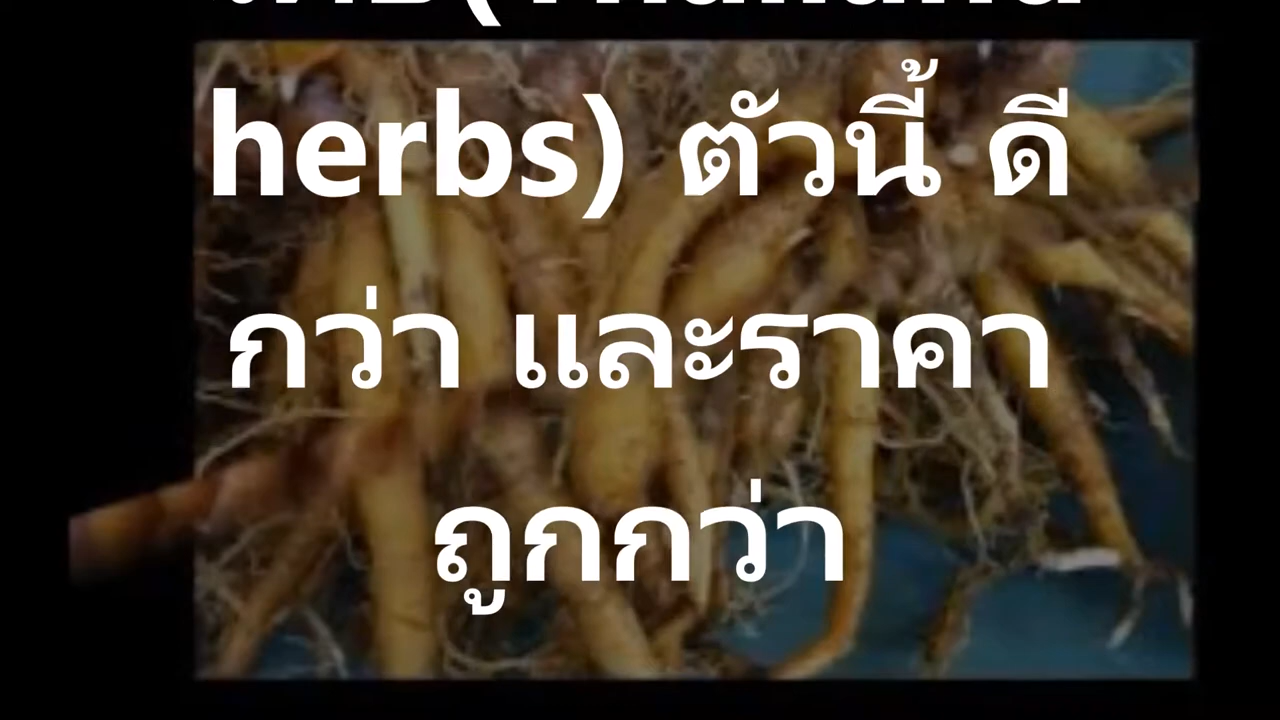 herbs) ตัวนี้ ดี
กว่า และราคา
ถูกกว่า